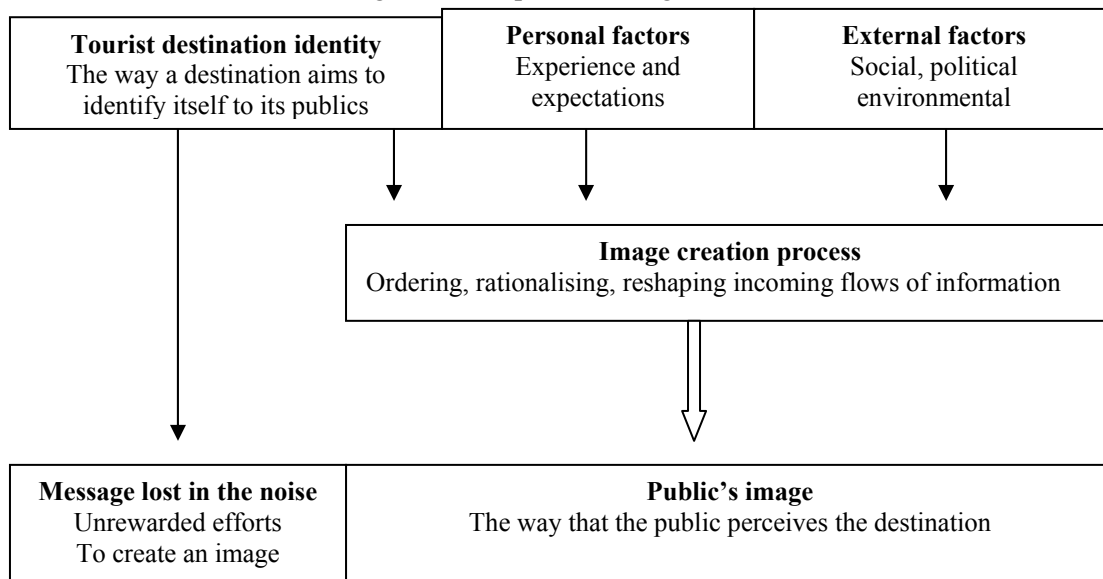 Tourist destination identity
The way a destination aims to
identify itself to its publics
Personal factors
Experience and
expectations
External factors
Social, political
environmental
Image creation process
Ordering, rationalising, reshaping incoming flows of information
Message lost in the noise
Unrewarded efforts
To create an image
Public’s image
The way that the public perceives the destination